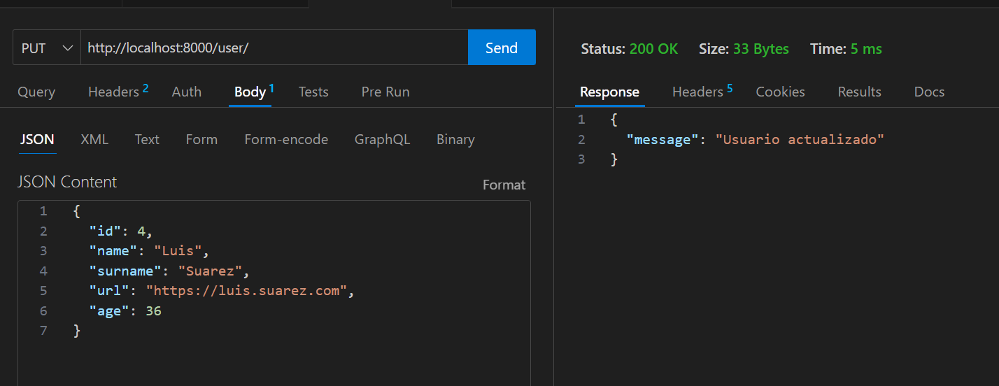 PUT http://localhost:8000/user/ Send
Query Headers 2 Auth Body 1 Tests Pre Run
JSON XML Text Form Form-encode GraphQL Binary
JSON Content Format
1 {
2 "id": 4,
3 "name": "Luis",
4 "surname": "Suarez",
5 "url": "https://luis.suarez.com",
6 "age": 36
7 }
Status: 200 OK Size: 33 Bytes Time: 5 ms
Response Headers 5 Cookies Results Docs
1 {
2 "message": "Usuario actualizado"
3 }